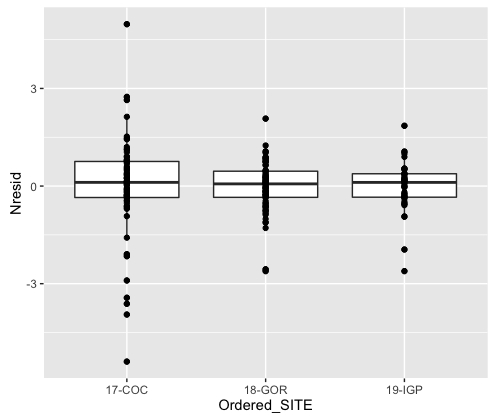 3
0
-3
Nresid
17-COC 18-GOR 19-IGP
Ordered_SITE